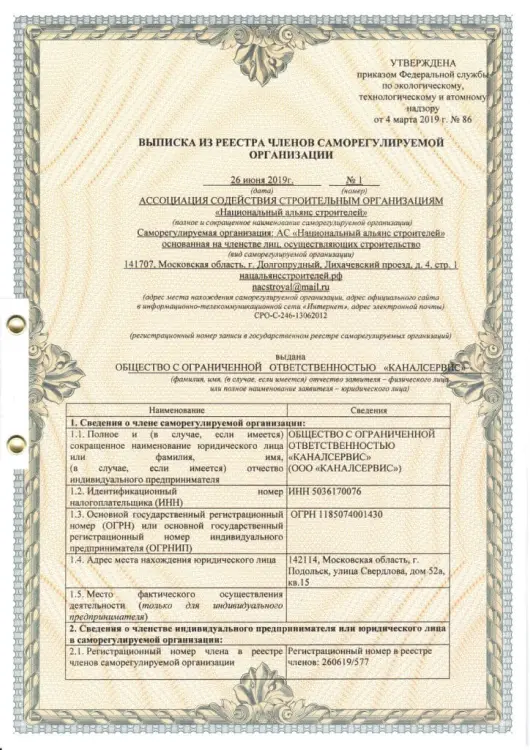 УТВЕРЖДЕНА
приказом Федеральной службы
по экологическому,
технологическому и атомному
надзору
от 4 марта 2019 г. № 86
ВЫПИСКА ИЗ РЕЕСТРА ЧЛЕНОВ САМОРЕГУЛИРУЕМОЙ
ОРГАНИЗАЦИИ
26 июня 2019г. № 1
(дата) (номер)
АССОЦИАЦИЯ СОДЕЙСТВИЯ СТРОИТЕЛЬНЫМ ОРГАНИЗАЦИЯМ
«Национальный альянс строителей»
(полное и сокращенное наименование саморегулируемой организации)
Саморегулируемая организация: АС «Национальный альянс строителей»
основанная на членстве лиц, осуществляющих строительство
(вид саморегулируемой организации)
141707, Московская область, г. Долгопрудный, Лихачевский проезд, д. 4, стр. 1
нацальянсстроителей.рф
nacstroyal@mail.ru
(адрес места нахождения саморегулируемой организации, адрес официального сайта
в информационно-телекоммуникационной сети «Интернет», адрес электронной почты)
СРО-С-246-13062012
(регистрационный номер записи в государственном реестре саморегулируемых организаций)
выдана
ОБЩЕСТВО С ОГРАНИЧЕННОЙ ОТВЕТСТВЕННОСТЬЮ «КАНАЛСЕРВИС»
(фамилия, имя, (в случае, если имеется) отчество заявителя – физического лица
или полное наименование заявителя – юридического лица)
Наименование Сведения
1. Сведения о члене саморегулируемой организации:
1.1. Полное и (в случае, если имеется)
сокращенное наименование юридического лица
или фамилия, имя,
(в случае, если имеется) отчество
индивидуального предпринимателя
ОБЩЕСТВО С ОГРАНИЧЕННОЙ
ОТВЕТСТВЕННОСТЬЮ
«КАНАЛСЕРВИС»
(ООО «КАНАЛСЕРВИС»)
1.2. Идентификационный номер
налогоплательщика (ИНН)
ИНН 5036170076
1.3. Основной государственный регистрационный
номер (ОГРН) или основной государственный
регистрационный номер индивидуального
предпринимателя (ОГРНИП)
ОГРН 1185074001430
1.4. Адрес места нахождения юридического лица
142114, Московская область, г.
Подольск, улица Свердлова, дом 52а,
кв.15
1.5. Место фактического осуществления
деятельности (только для индивидуального
предпринимателя)
2. Сведения о членстве индивидуального предпринимателя или юридического лица
в саморегулируемой организации:
2.1. Регистрационный номер члена в реестре
членов саморегулируемой организации
Регистрационный номер в реестре
членов: 260619/577